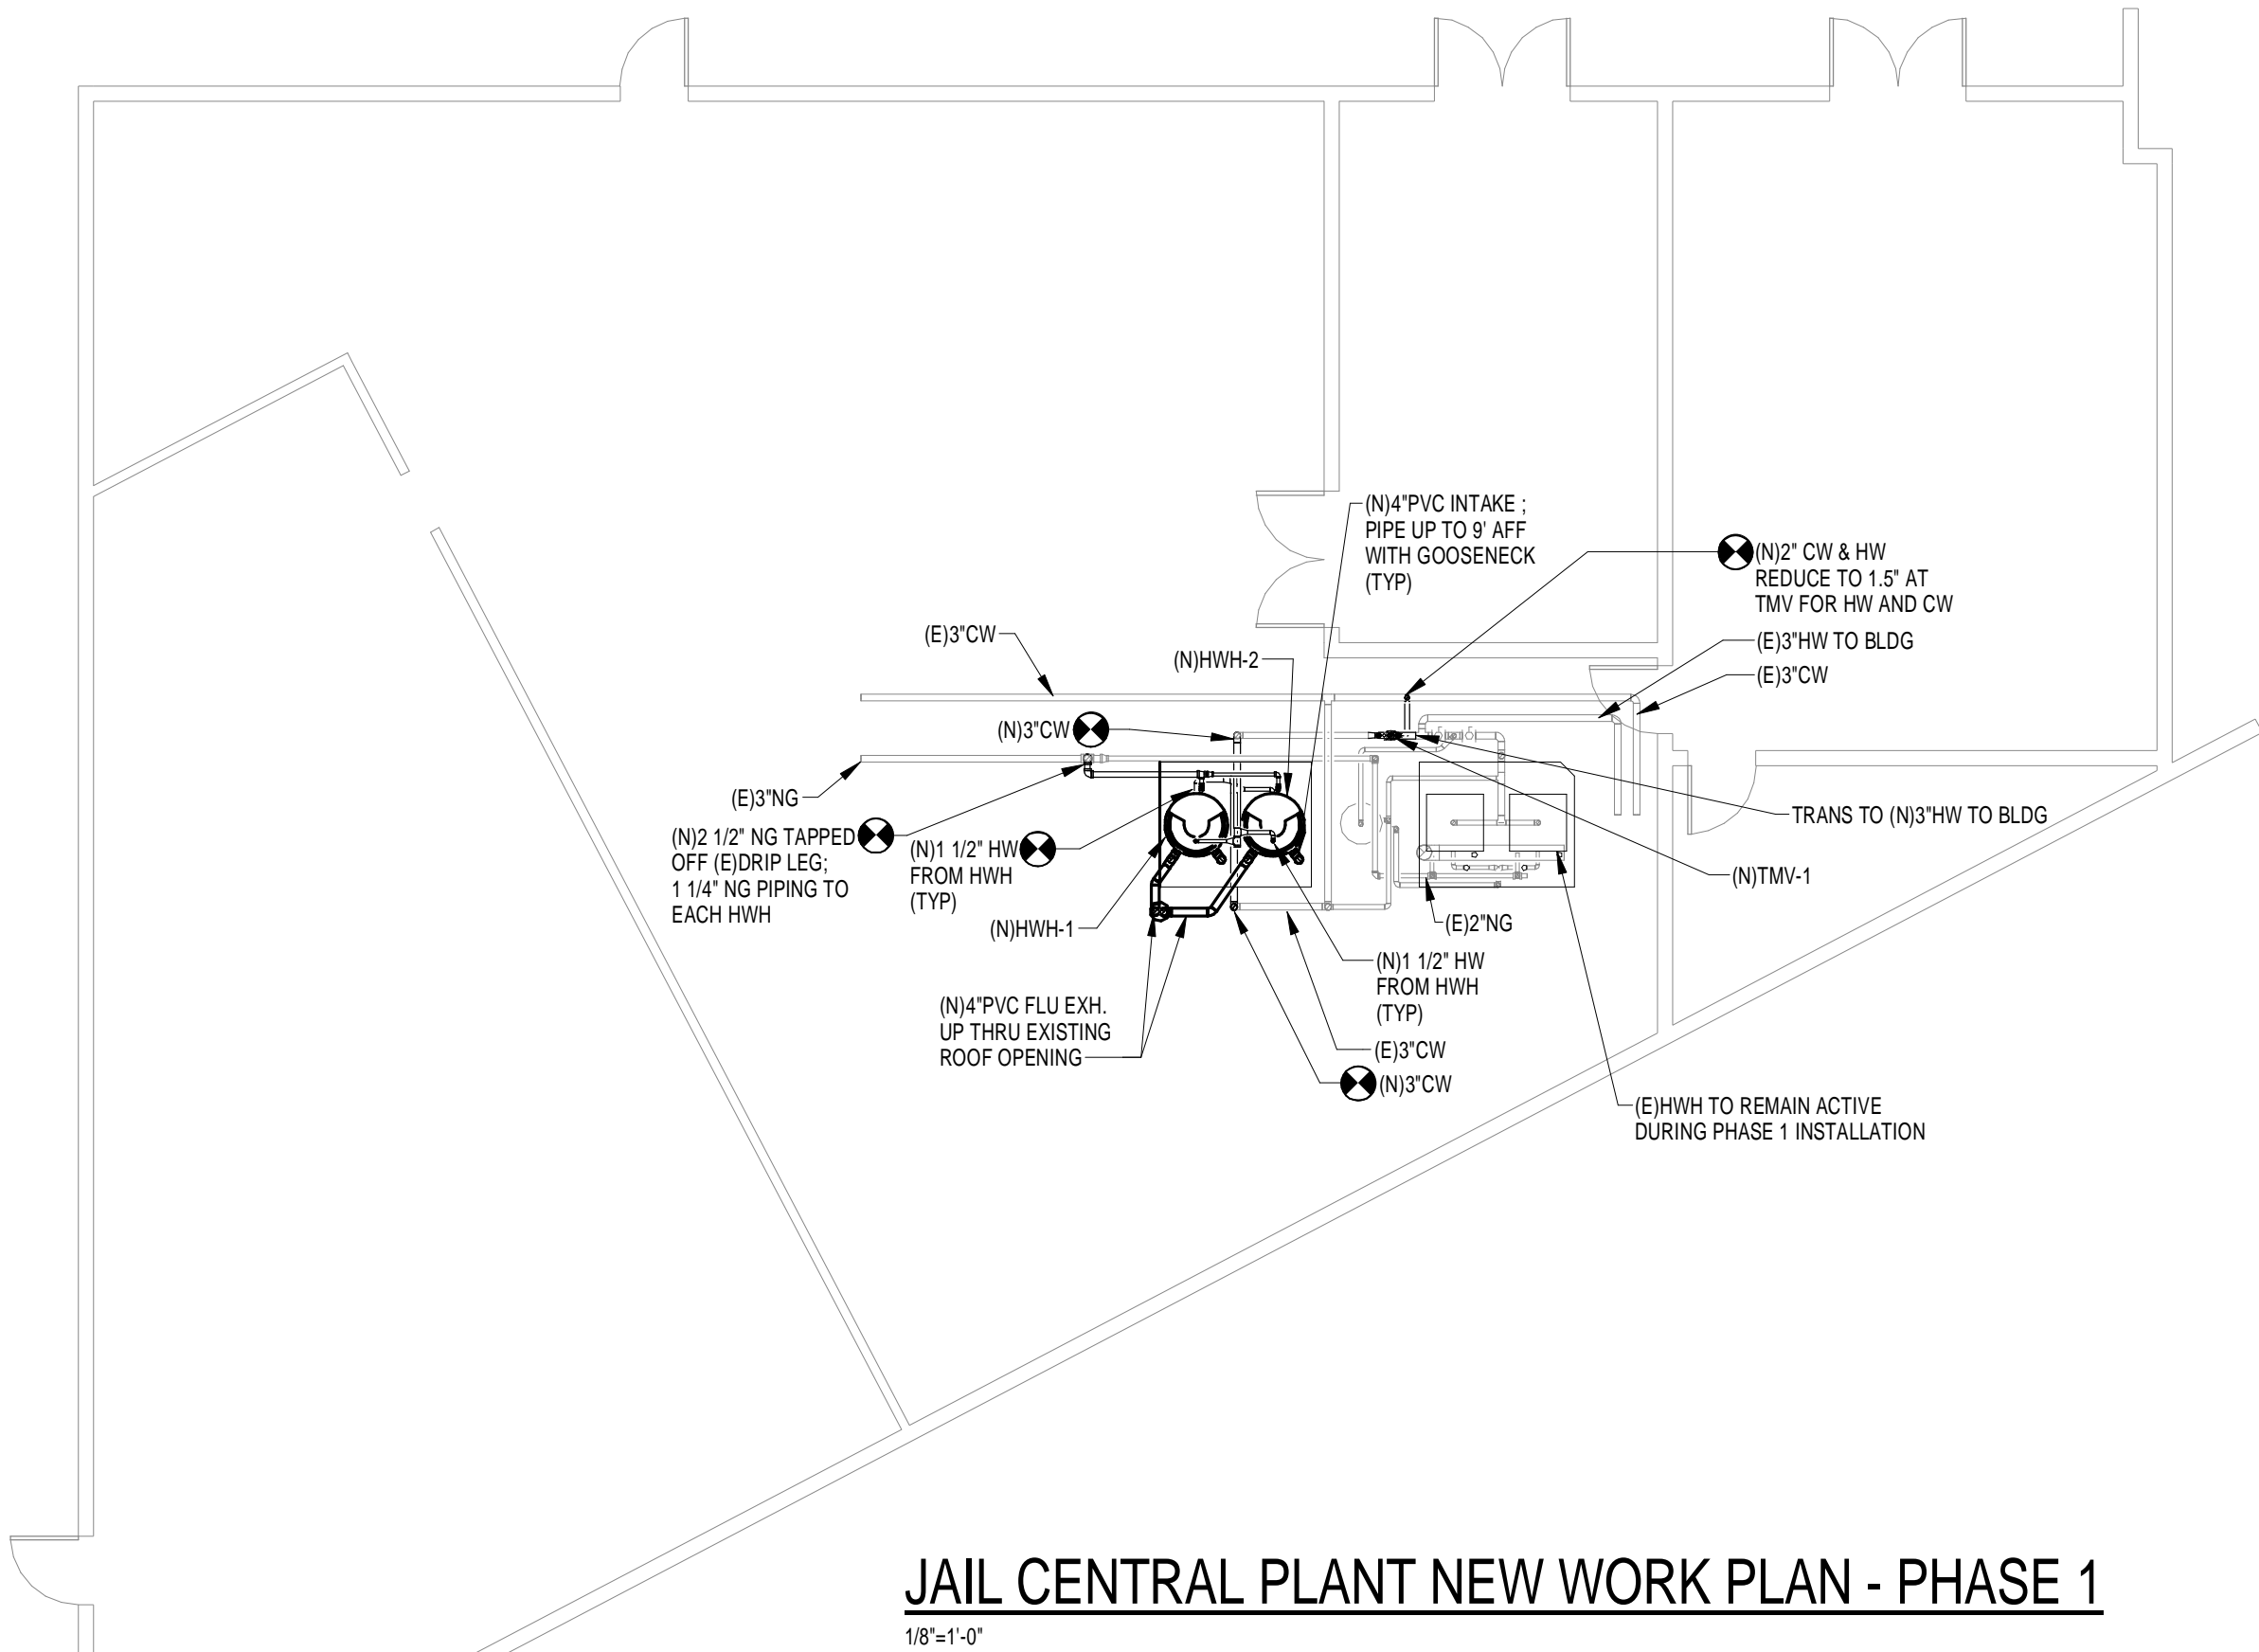 (N)4"PVC INTAKE ;
PIPE UP TO 9' AFF
WITH GOOSENECK
(TYP)
(N)2" CW & HW
REDUCE TO 1.5" AT
TMV FOR HW AND CW
(E)3"HW TO BLDG
(E)3"CW
(E)3"CW
(N)HWH-2
(N)3"CW
(E)3"NG
(N)2 1/2" NG TAPPED
OFF (E)DRIP LEG;
1 1/4" NG PIPING TO
EACH HWH
(N)1 1/2" HW
FROM HWH
(TYP)
(N)HWH-1
TRANS TO (N)3"HW TO BLDG
(N)TMV-1
(E)2"NG
(N)1 1/2" HW
FROM HWH
(TYP)
(N)4"PVC FLU EXH.
UP THRU EXISTING
ROOF OPENING
(E)3"CW
(N)3"CW
(E)HWH TO REMAIN ACTIVE
DURING PHASE 1 INSTALLATION
JAIL CENTRAL PLANT NEW WORK PLAN - PHASE 1
1/8"=1'-0"